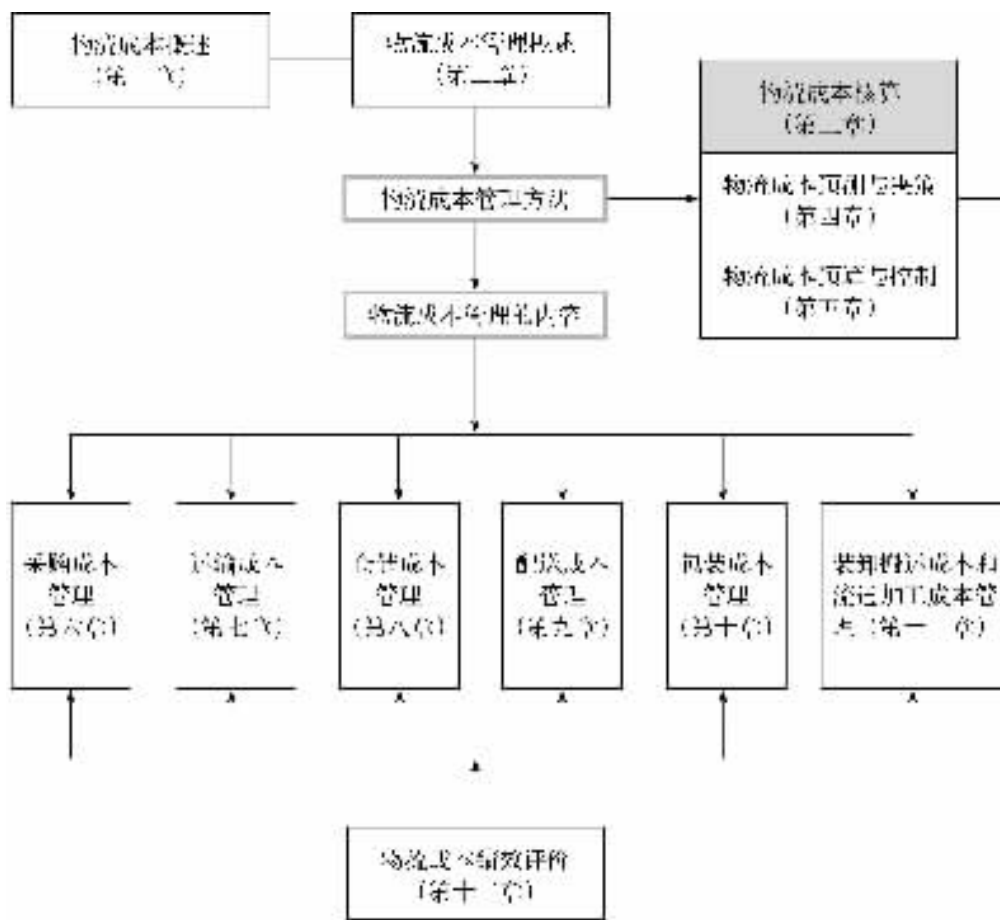 物流成本概述
(第一章)
物流成本管理概述
(第二章)
物流成本核算
(第三章)
物流成本管理方法
物流成本预测与决策
(第四章)
物流成本预算与控制
(第五章)
物流成本管理的内容
采购成本
管理
(第六章)
运输成本
管理
(第七章)
仓储成本
管理
(第八章)
配送成本
管理
(第九章)
包装成本
管理
(第十章)
装卸搬运成本和
流通加工成本管
理(第十一章)
物流成本绩效评价
(第十二章)